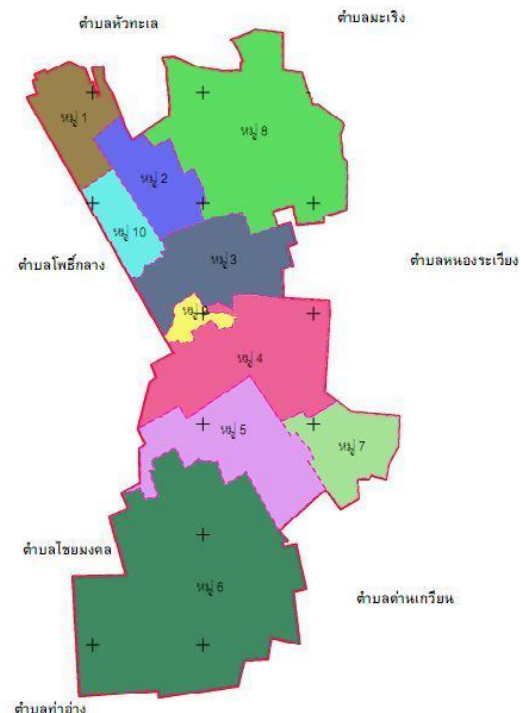 ตำบลมะเริง
ตำบลหัวทะเล
หมู่ 1
หมู่ 8
หมู่ 2
หมู่ 10
หมู่ 3
ตำบลโพธิ์กลาง
ตำบลหนองระเวียง
หมู่ 9
หมู่ 4
หมู่ 5
หมู่ 7
ตำบลไชยมงคล
หมู่ 6
ตำบลด่านเกวียน
ตำบลท่าอ่าง